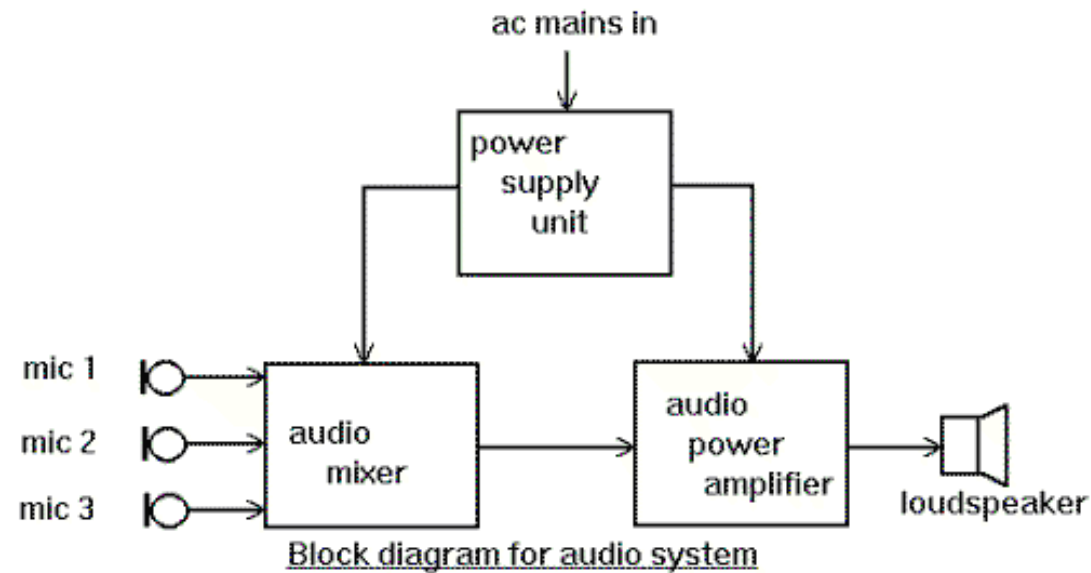 ac mains in
power
supply
unit
mic 1
mic 2
mic 3
audio
mixer
audio
power
amplifier
loudspeaker
Block diagram for audio system